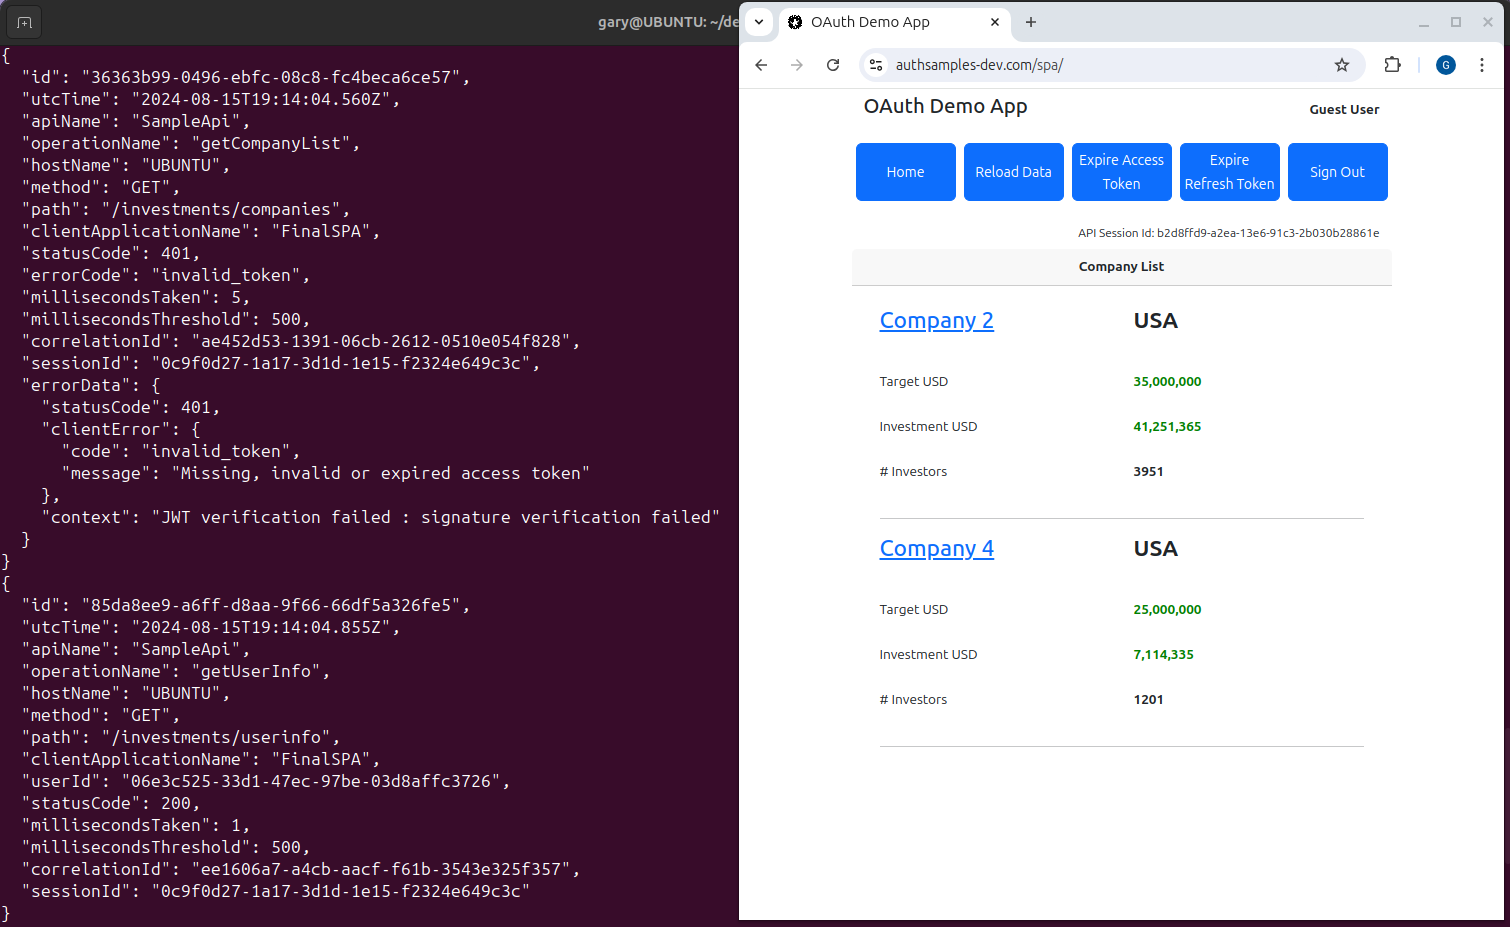 gary@UBUNTU: ~/de
{
  "id": "36363b99-0496-ebfc-08c8-fc4beca6ce57",
  "utcTime": "2024-08-15T19:14:04.560Z",
  "apiName": "SampleApi",
  "operationName": "getCompanyList",
  "hostName": "UBUNTU",
  "method": "GET",
  "path": "/investments/companies",
  "clientApplicationName": "FinalSPA",
  "statusCode": 401,
  "errorCode": "invalid_token",
  "millisecondsTaken": 5,
  "millisecondsThreshold": 500,
  "correlationId": "ae452d53-1391-06cb-2612-0510e054f828",
  "sessionId": "0c9f0d27-1a17-3d1d-1e15-f2324e649c3c",
  "errorData": {
    "statusCode": 401,
    "clientError": {
      "code": "invalid_token",
      "message": "Missing, invalid or expired access token"
    },
    "context": "JWT verification failed : signature verification failed"
  }
}
{
  "id": "85da8ee9-a6ff-d8aa-9f66-66df5a326fe5",
  "utcTime": "2024-08-15T19:14:04.855Z",
  "apiName": "SampleApi",
  "operationName": "getUserInfo",
  "hostName": "UBUNTU",
  "method": "GET",
  "path": "/investments/userinfo",
  "clientApplicationName": "FinalSPA",
  "userId": "06e3c525-33d1-47ec-97be-03d8affc3726",
  "statusCode": 200,
  "millisecondsTaken": 1,
  "millisecondsThreshold": 500,
  "correlationId": "ee1606a7-a4cb-aacf-f61b-3543e325f357",
  "sessionId": "0c9f0d27-1a17-3d1d-1e15-f2324e649c3c"
}
OAuth Demo App
authsamples-dev.com/spa/
G
OAuth Demo App
Guest User
Home
Reload Data
Expire Access
Token
Expire
Refresh Token
Sign Out
API Session Id: b2d8ffd9-a2ea-13e6-91c3-2b030b28861e
Company List
Company 2 USA
Target USD 35,000,000
Investment USD 41,251,365
# Investors 3951
Company 4 USA
Target USD 25,000,000
Investment USD 7,114,335
# Investors 1201